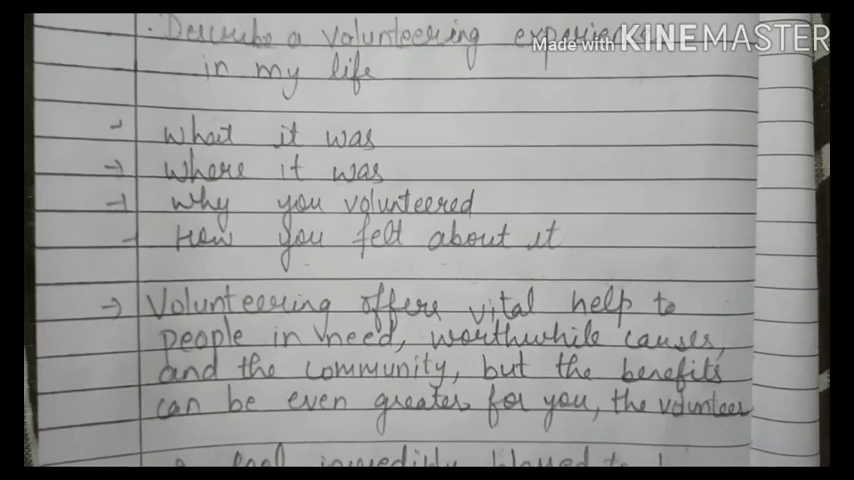 · Describe a volunteering
Made with KINEMASTER
in my life
→ What it was
→ Where it was
→ Why you volunteered
→ How you felt about it
→ Volunteering offers vital help to
people in need, worthwhile causes,
and the community, but the benefits
can be even greater for you, the volunteer